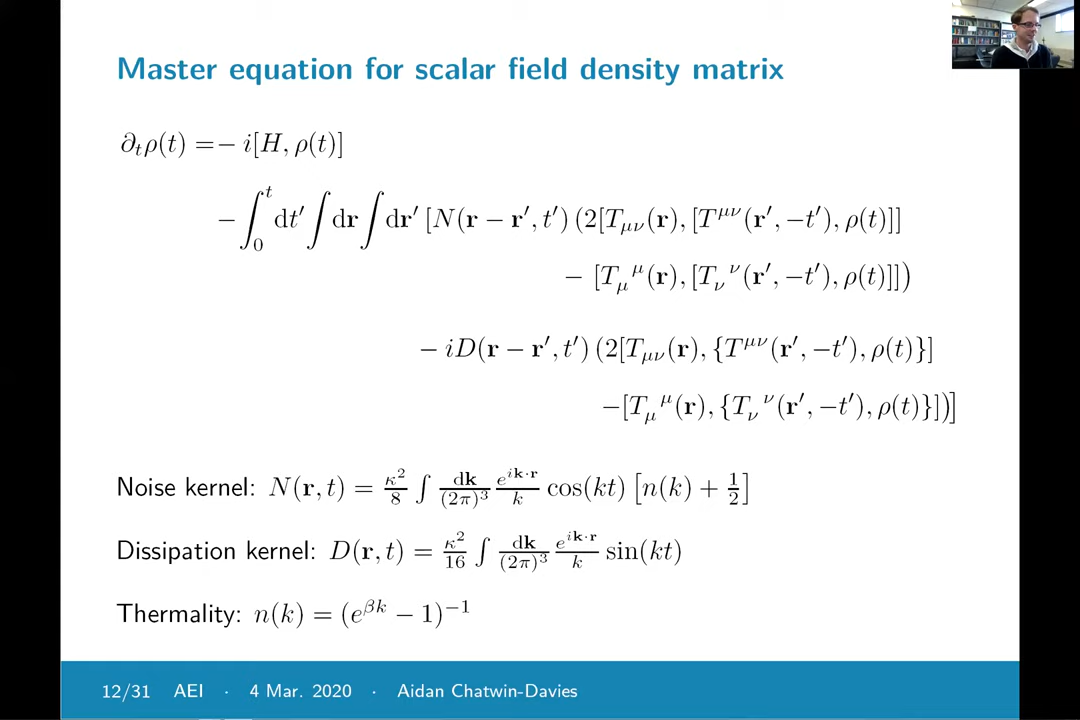 Master equation for scalar field density matrix
∂ₜρ(t) =− i[H, ρ(t)]
− ∫₀ᵗ dt′ ∫ dr ∫ dr′ [N(r − r′, t′) (2[T_{μν}(r), [T^{μν}(r′, −t′), ρ(t)]]
− [T_μ{}^μ(r), [T_ν{}^ν(r′, −t′), ρ(t)]])
− iD(r − r′, t′) (2[T_{μν}(r), {T^{μν}(r′, −t′), ρ(t)}]
−[T_μ{}^μ(r), {T_ν{}^ν(r′, −t′), ρ(t)}])]
Noise kernel: N(r, t) = κ²/8 ∫ dk/(2π)³ e^{ik·r}/k cos(kt) [n(k) + 1/2]
Dissipation kernel: D(r, t) = κ²/16 ∫ dk/(2π)³ e^{ik·r}/k sin(kt)
Thermality: n(k) = (e^{βk} − 1)⁻¹
12/31 AEI · 4 Mar. 2020 · Aidan Chatwin-Davies